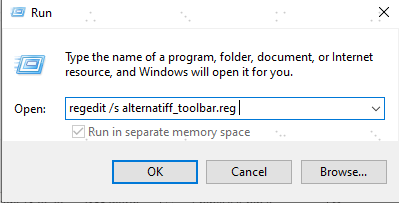 Run
Type the name of a program, folder, document, or Internet
resource, and Windows will open it for you.
Open: regedit /s alternatiff_toolbar.reg
Run in separate memory space
OK Cancel Browse...